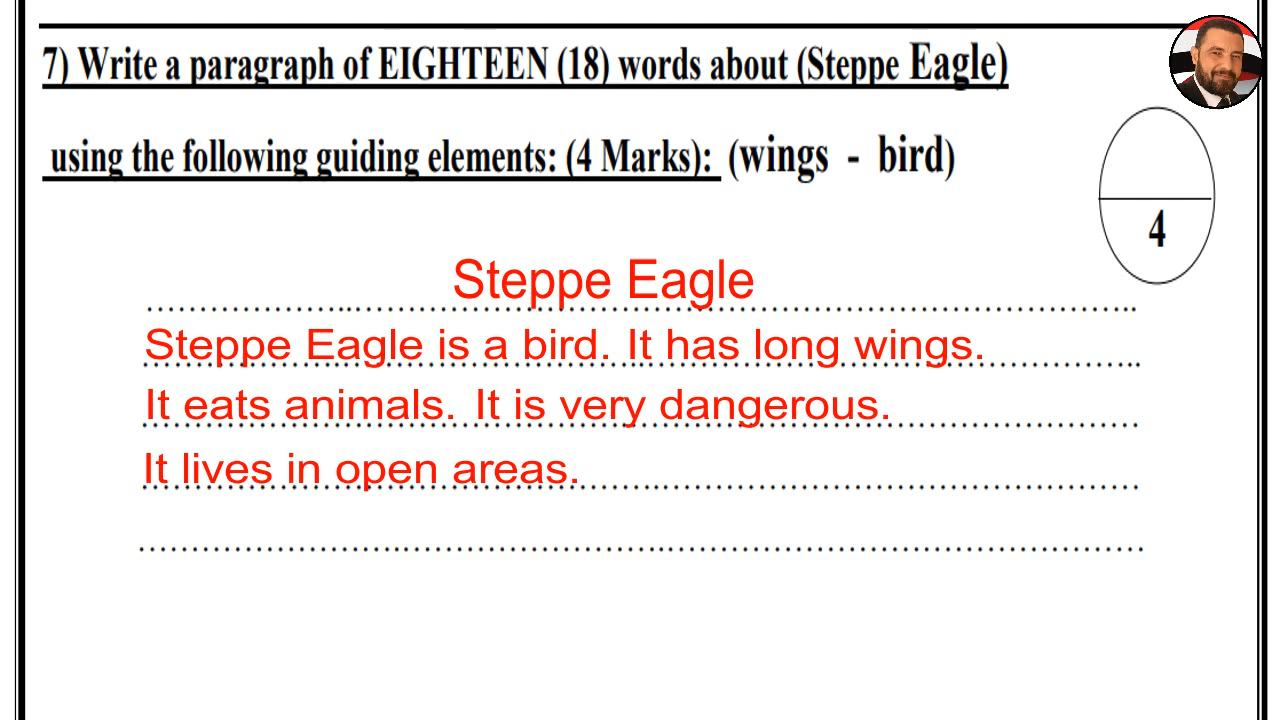 7) Write a paragraph of EIGHTEEN (18) words about (Steppe Eagle)
using the following guiding elements: (4 Marks): (wings - bird)
4
Steppe Eagle
Steppe Eagle is a bird. It has long wings.
It eats animals. It is very dangerous.
It lives in open areas.